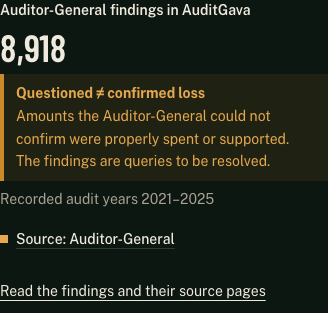 Auditor-General findings in AuditGava
8,918
Questioned ≠ confirmed loss
Amounts the Auditor-General could not
confirm were properly spent or supported.
The findings are queries to be resolved.
Recorded audit years 2021–2025
Source: Auditor-General
Read the findings and their source pages